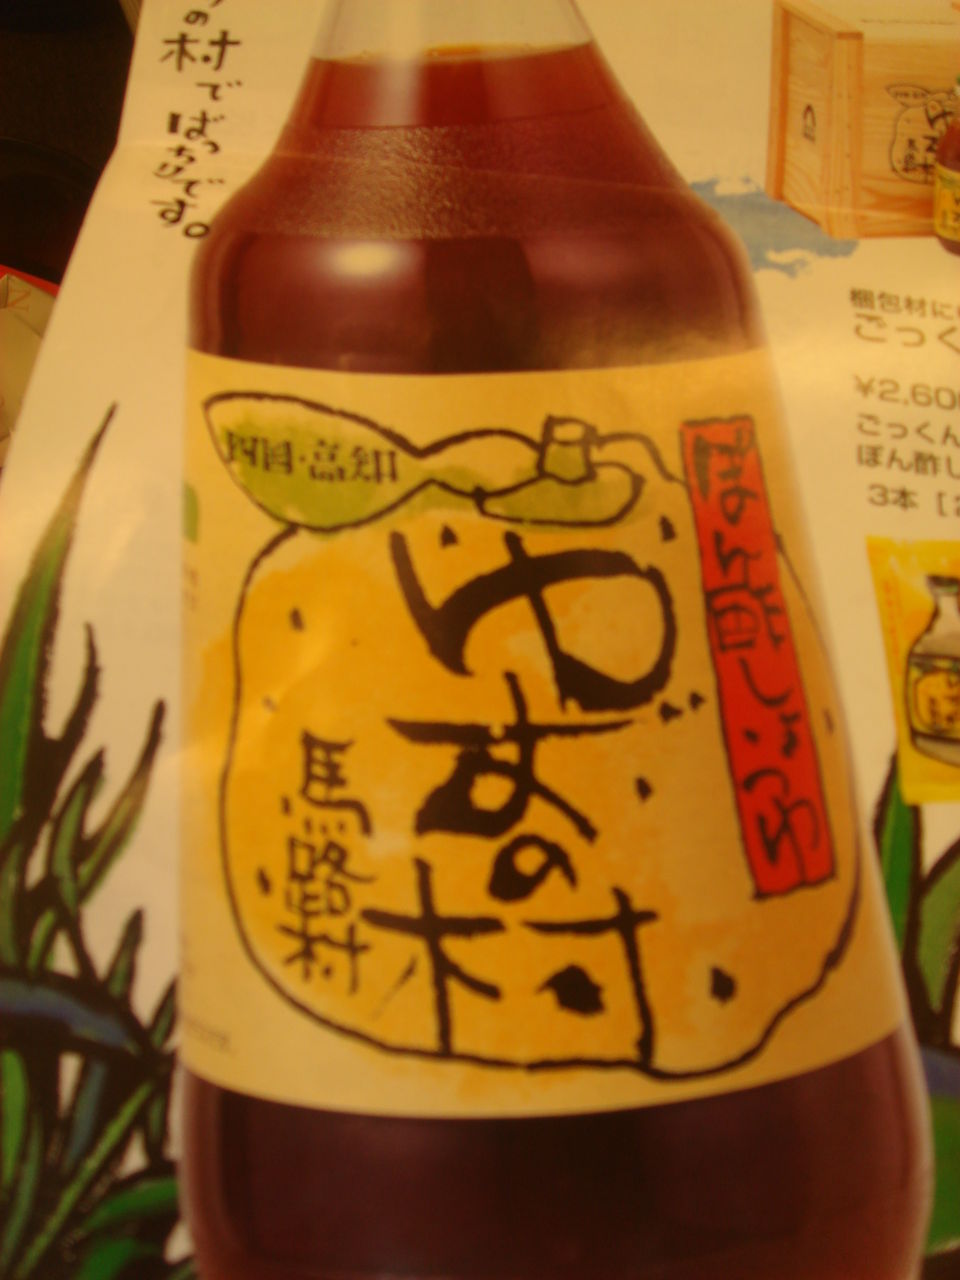 の村で
ばっちりです。
四国・高知
ぽん酢しょうゆ
ゆずの村
馬路村
梱包材に
ごっく
¥2,600
ごっくん
ぽん酢し
3本